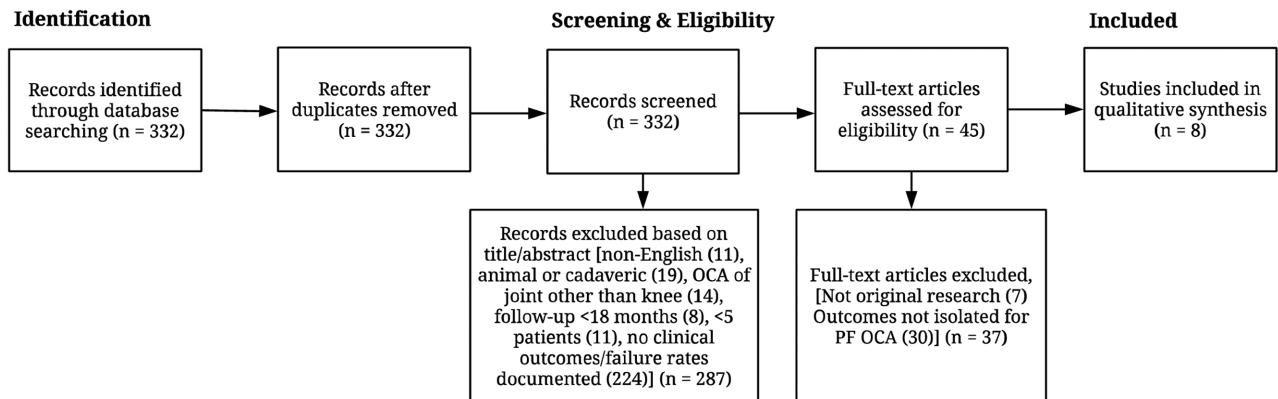 Identification
Screening & Eligibility
Included
Records identified
through database
searching (n = 332)
Records after
duplicates removed
(n = 332)
Records screened
(n = 332)
Full-text articles
assessed for
eligibility (n = 45)
Studies included in
qualitative synthesis
(n = 8)
Records excluded based on
title/abstract [non-English (11),
animal or cadaveric (19), OCA of
joint other than knee (14),
follow-up <18 months (8), <5
patients (11), no clinical
outcomes/failure rates
documented (224)] (n = 287)
Full-text articles excluded,
[Not original research (7)
Outcomes not isolated for
PF OCA (30)] (n = 37)